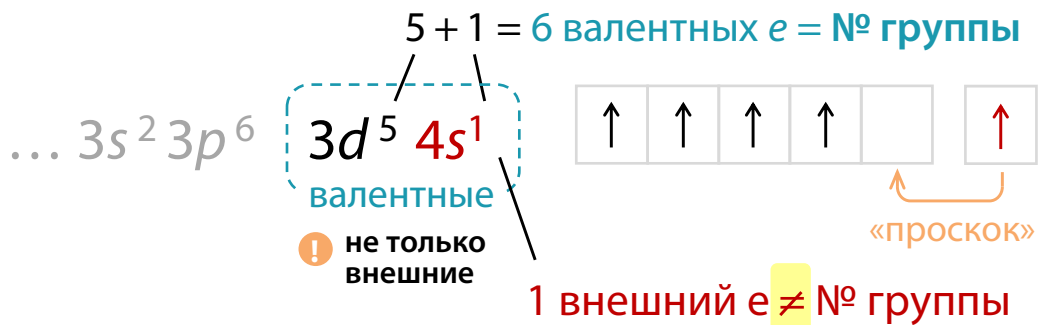 5 + 1 = 6 валентных e = № группы
… 3s² 3p⁶ 3d⁵ 4s¹
валентные
«проскок»
! не только
внешние
1 внешний e ≠ № группы